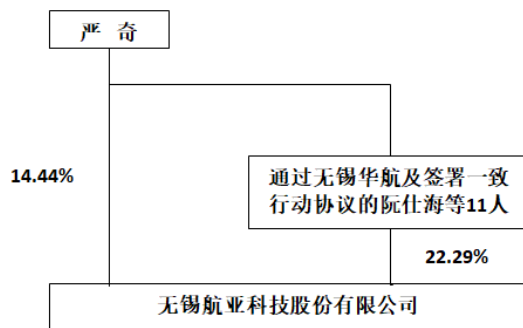 严 奇
14.44%
通过无锡华航及签署一致
行动协议的阮仕海等11人
22.29%
无锡航亚科技股份有限公司